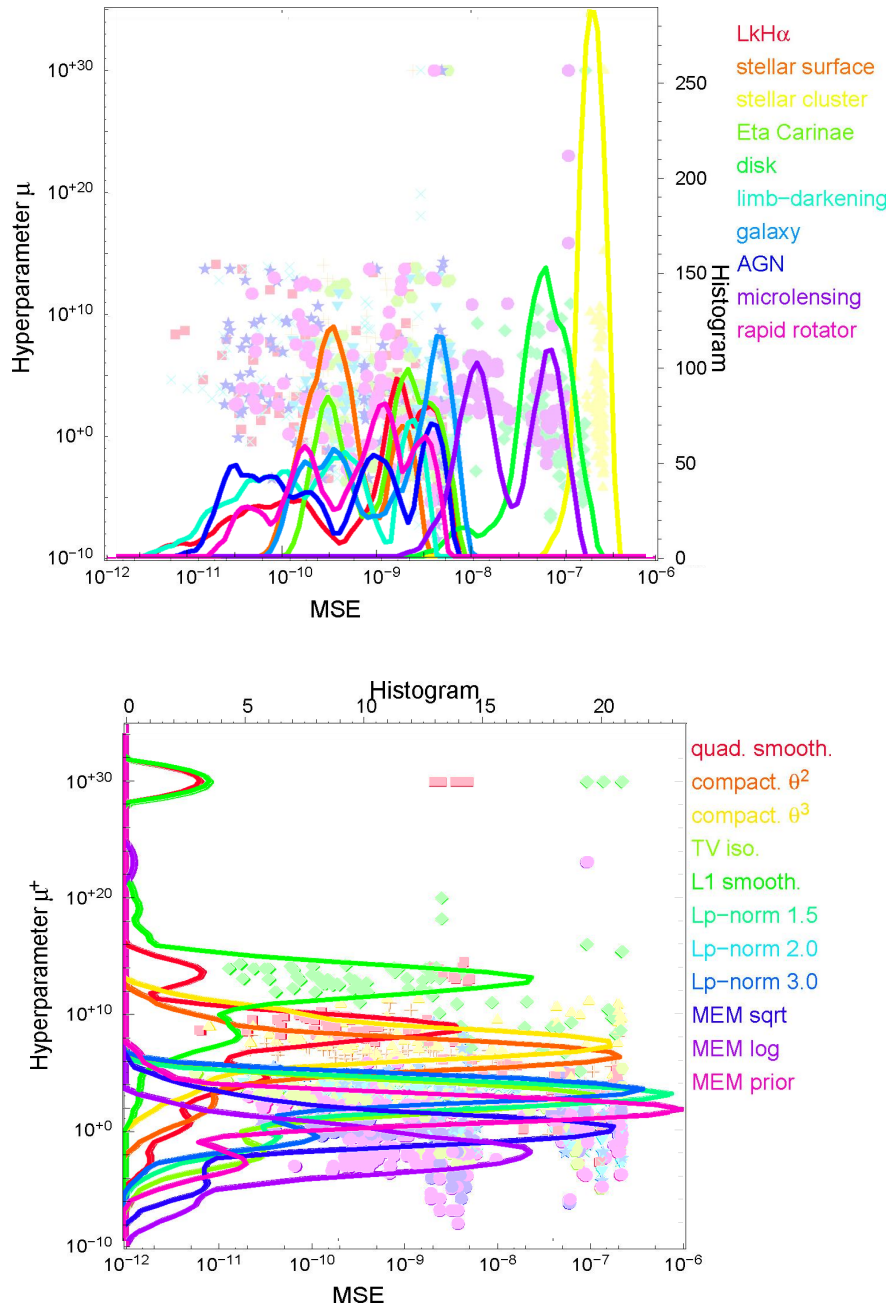 LkHα
stellar surface
stellar cluster
Eta Carinae
disk
limb−darkening
galaxy
AGN
microlensing
rapid rotator
Hyperparameter μ
10+30
10+20
10+10
10+0
10−10
250
200
150
100
50
0
Histogram
10−12
10−11
10−10
10−9
10−8
10−7
10−6
MSE
Histogram
0
5
10
15
20
quad. smooth.
compact. θ2
compact. θ3
TV iso.
L1 smooth.
Lp−norm 1.5
Lp−norm 2.0
Lp−norm 3.0
MEM sqrt
MEM log
MEM prior
Hyperparameter μ+
10+30
10+20
10+10
10+0
10−10
10−12
10−11
10−10
10−9
10−8
10−7
10−6
MSE